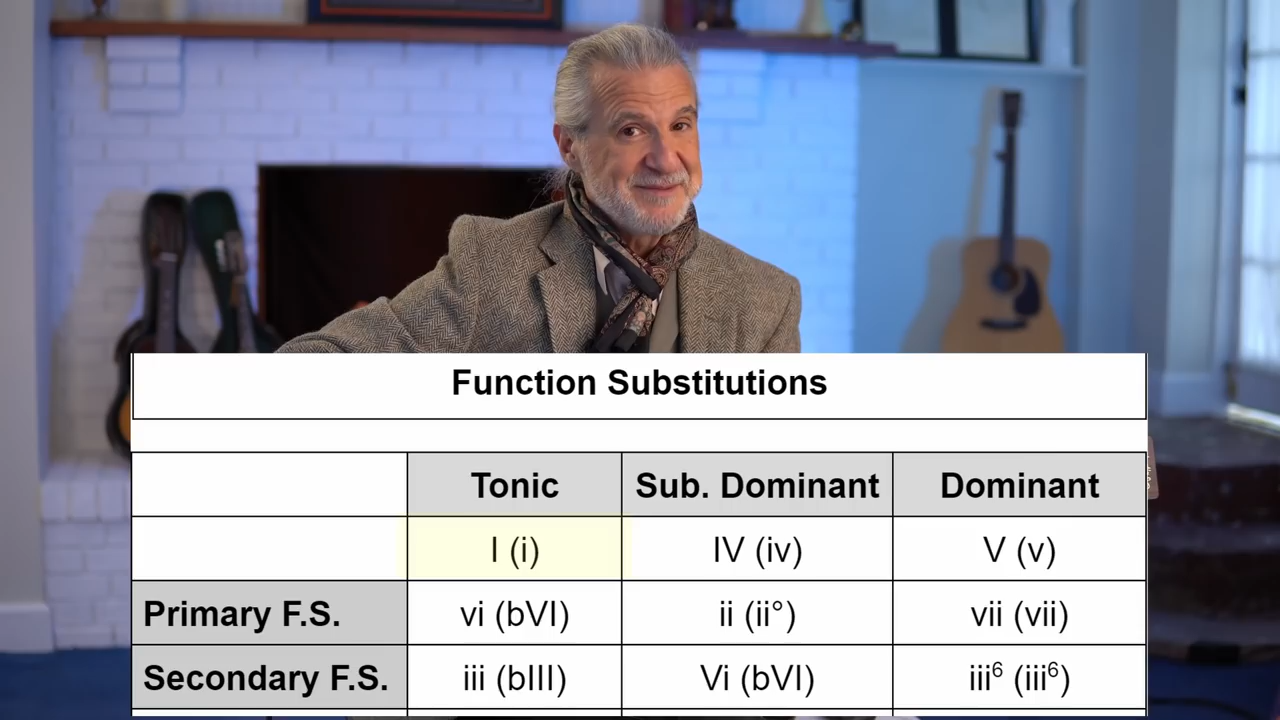 Function Substitutions
Tonic Sub. Dominant Dominant
I (i) IV (iv) V (v)
Primary F.S. vi (bVI) ii (ii°) vii (vii)
Secondary F.S. iii (bIII) Vi (bVI) iii⁶ (iii⁶)